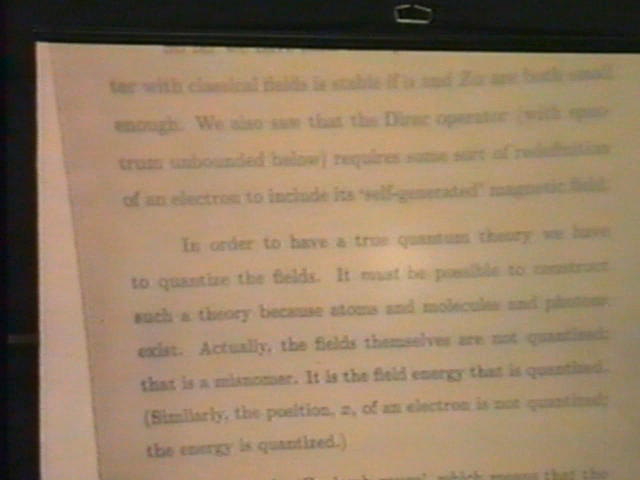 ter with classical fields is stable if α and Zα are both small
enough. We also saw that the Dirac operator (with spec-
trum unbounded below) requires some sort of redefinition
of an electron to include its 'self-generated' magnetic field.
In order to have a true quantum theory we have
to quantize the fields. It must be possible to construct
such a theory because atoms and molecules and photons
exist. Actually, the fields themselves are not quantized;
that is a misnomer. It is the field energy that is quantized.
(Similarly, the position, x, of an electron is not quantized;
the energy is quantized.)
which means that the